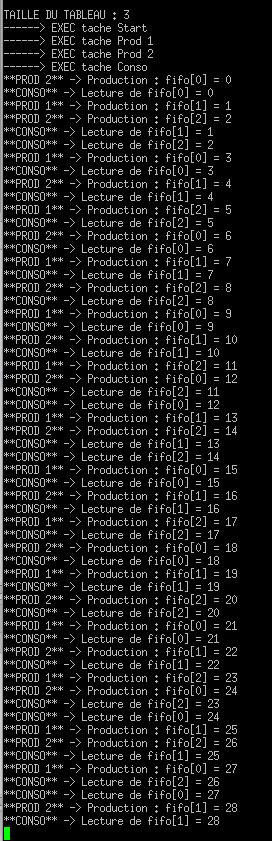 TAILLE DU TABLEAU : 3
------> EXEC tache Start
------> EXEC tache Prod 1
------> EXEC tache Prod 2
------> EXEC tache Conso
**PROD 2** -> Production : fifo[0] = 0
**CONSO** -> Lecture de fifo[0] = 0
**PROD 1** -> Production : fifo[1] = 1
**PROD 2** -> Production : fifo[2] = 2
**CONSO** -> Lecture de fifo[1] = 1
**CONSO** -> Lecture de fifo[2] = 2
**PROD 1** -> Production : fifo[0] = 3
**CONSO** -> Lecture de fifo[0] = 3
**PROD 2** -> Production : fifo[1] = 4
**CONSO** -> Lecture de fifo[1] = 4
**PROD 1** -> Production : fifo[2] = 5
**CONSO** -> Lecture de fifo[2] = 5
**PROD 2** -> Production : fifo[0] = 6
**CONSO** -> Lecture de fifo[0] = 6
**PROD 1** -> Production : fifo[1] = 7
**CONSO** -> Lecture de fifo[1] = 7
**PROD 2** -> Production : fifo[2] = 8
**CONSO** -> Lecture de fifo[2] = 8
**PROD 1** -> Production : fifo[0] = 9
**CONSO** -> Lecture de fifo[0] = 9
**PROD 2** -> Production : fifo[1] = 10
**CONSO** -> Lecture de fifo[1] = 10
**PROD 1** -> Production : fifo[2] = 11
**PROD 2** -> Production : fifo[0] = 12
**CONSO** -> Lecture de fifo[2] = 11
**CONSO** -> Lecture de fifo[0] = 12
**PROD 1** -> Production : fifo[1] = 13
**PROD 2** -> Production : fifo[2] = 14
**CONSO** -> Lecture de fifo[1] = 13
**CONSO** -> Lecture de fifo[2] = 14
**PROD 1** -> Production : fifo[0] = 15
**CONSO** -> Lecture de fifo[0] = 15
**PROD 2** -> Production : fifo[1] = 16
**CONSO** -> Lecture de fifo[1] = 16
**PROD 1** -> Production : fifo[2] = 17
**CONSO** -> Lecture de fifo[2] = 17
**PROD 2** -> Production : fifo[0] = 18
**CONSO** -> Lecture de fifo[0] = 18
**PROD 1** -> Production : fifo[1] = 19
**CONSO** -> Lecture de fifo[1] = 19
**PROD 2** -> Production : fifo[2] = 20
**CONSO** -> Lecture de fifo[2] = 20
**PROD 1** -> Production : fifo[0] = 21
**CONSO** -> Lecture de fifo[0] = 21
**PROD 2** -> Production : fifo[1] = 22
**CONSO** -> Lecture de fifo[1] = 22
**PROD 1** -> Production : fifo[2] = 23
**PROD 2** -> Production : fifo[0] = 24
**CONSO** -> Lecture de fifo[2] = 23
**CONSO** -> Lecture de fifo[0] = 24
**PROD 1** -> Production : fifo[1] = 25
**PROD 2** -> Production : fifo[2] = 26
**CONSO** -> Lecture de fifo[1] = 25
**PROD 1** -> Production : fifo[0] = 27
**CONSO** -> Lecture de fifo[2] = 26
**CONSO** -> Lecture de fifo[0] = 27
**PROD 2** -> Production : fifo[1] = 28
**CONSO** -> Lecture de fifo[1] = 28